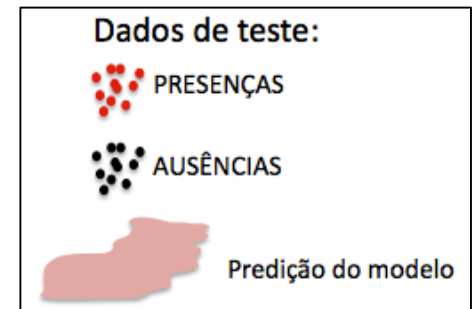 Dados de teste:
PRESENÇAS
AUSÊNCIAS
Predição do modelo